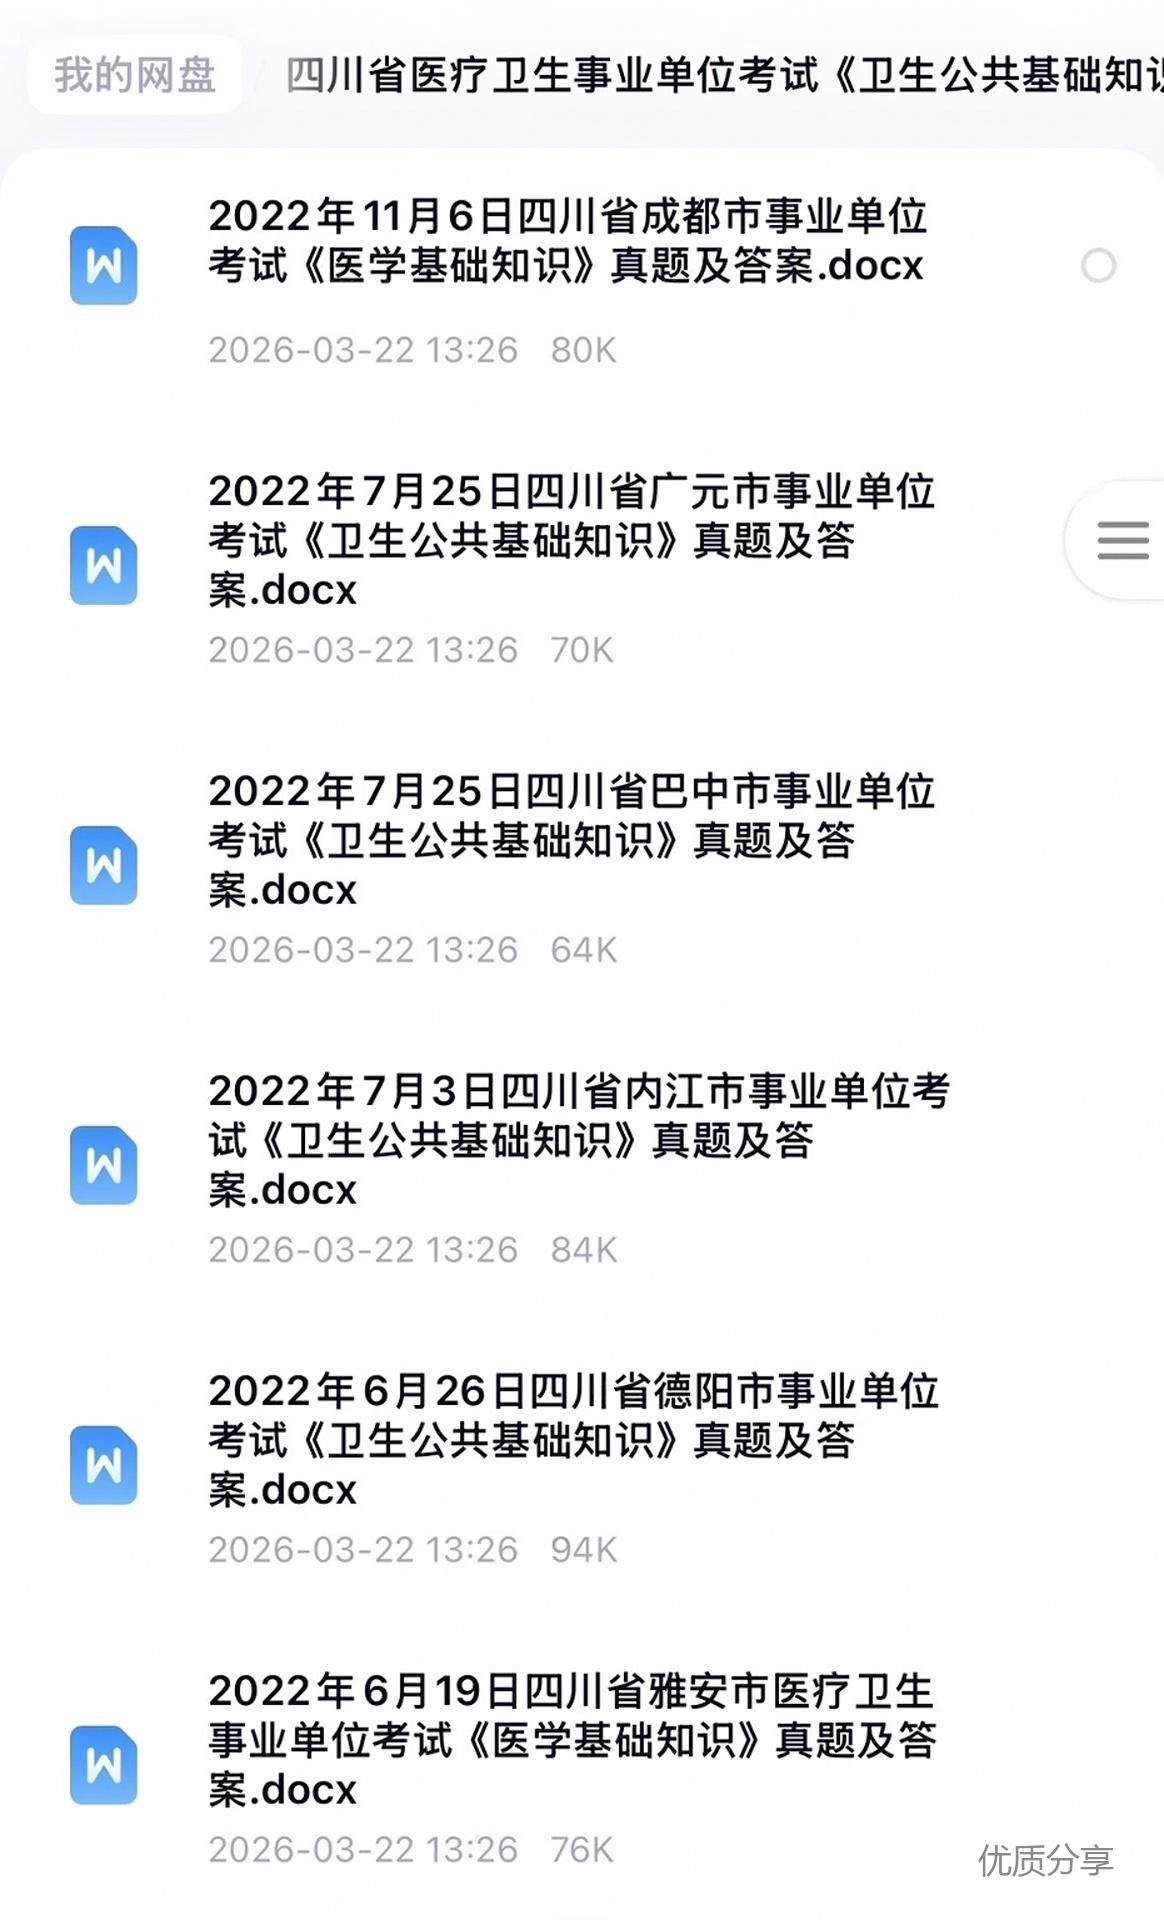 我的网盘 / 四川省医疗卫生事业单位考试《卫生公共基础知
2022年11月6日四川省成都市事业单位
考试《医学基础知识》真题及答案.docx
2026-03-22 13:26 80K
2022年7月25日四川省广元市事业单位
考试《卫生公共基础知识》真题及答
案.docx
2026-03-22 13:26 70K
2022年7月25日四川省巴中市事业单位
考试《卫生公共基础知识》真题及答
案.docx
2026-03-22 13:26 64K
2022年7月3日四川省内江市事业单位考
试《卫生公共基础知识》真题及答
案.docx
2026-03-22 13:26 84K
2022年6月26日四川省德阳市事业单位
考试《卫生公共基础知识》真题及答
案.docx
2026-03-22 13:26 94K
2022年6月19日四川省雅安市医疗卫生
事业单位考试《医学基础知识》真题及答
案.docx
2026-03-22 13:26 76K
优质分享